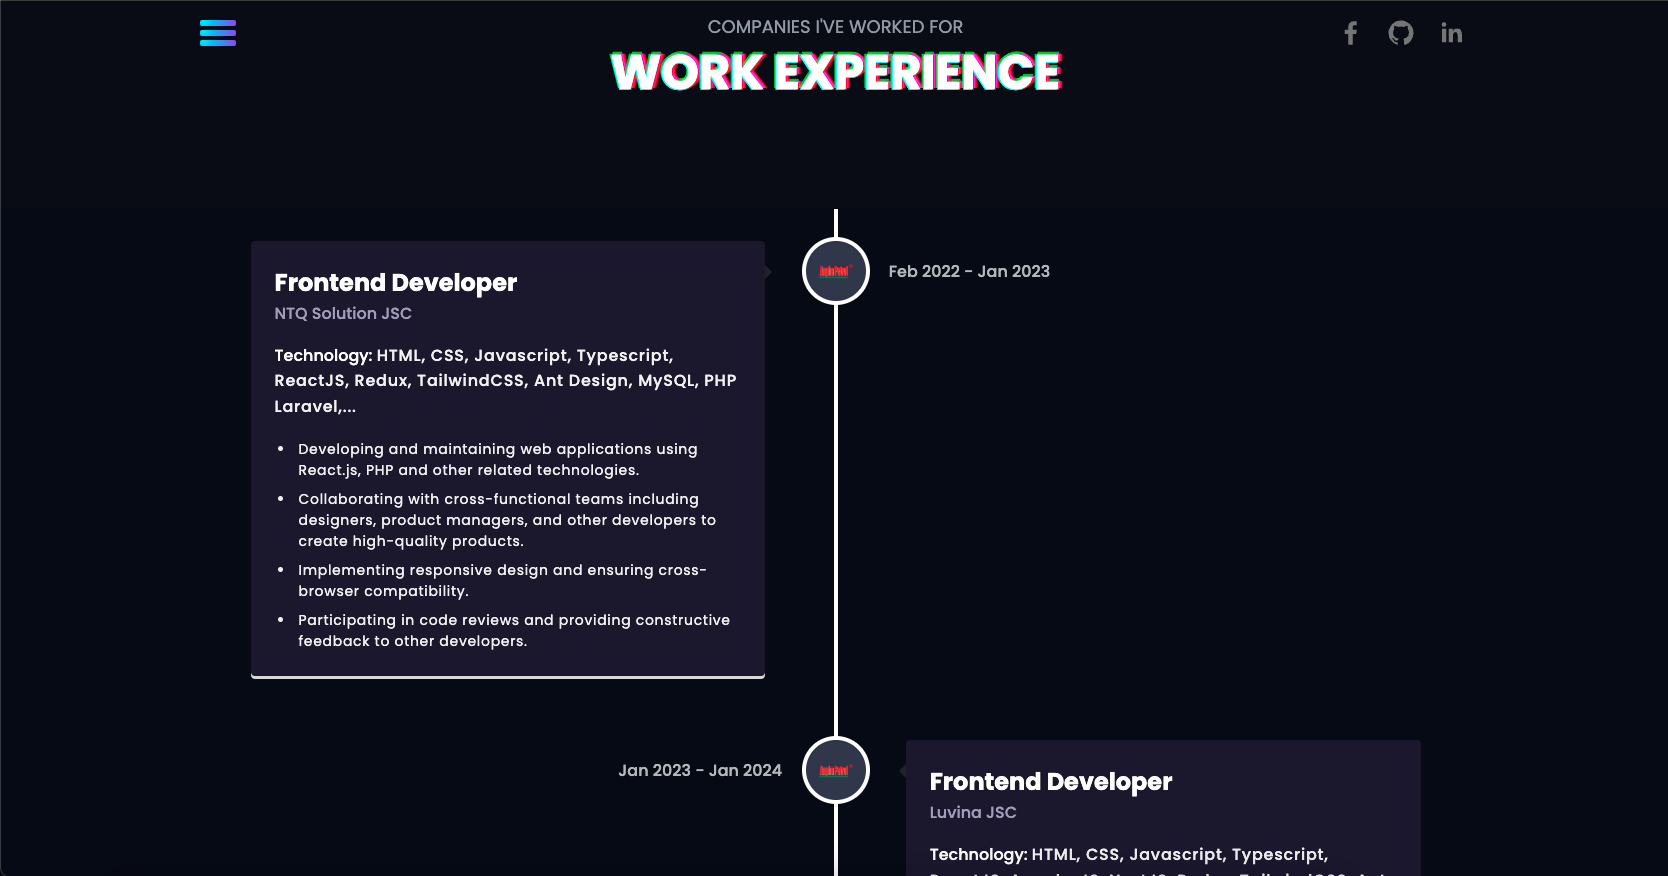 COMPANIES I'VE WORKED FOR
WORK EXPERIENCE
Frontend Developer
NTQ Solution JSC
Technology: HTML, CSS, Javascript, Typescript,
ReactJS, Redux, TailwindCSS, Ant Design, MySQL, PHP
Laravel,...
• Developing and maintaining web applications using
React.js, PHP and other related technologies.
• Collaborating with cross-functional teams including
designers, product managers, and other developers to
create high-quality products.
• Implementing responsive design and ensuring cross-
browser compatibility.
• Participating in code reviews and providing constructive
feedback to other developers.
Feb 2022 - Jan 2023
Jan 2023 - Jan 2024
Frontend Developer
Luvina JSC
Technology: HTML, CSS, Javascript, Typescript,